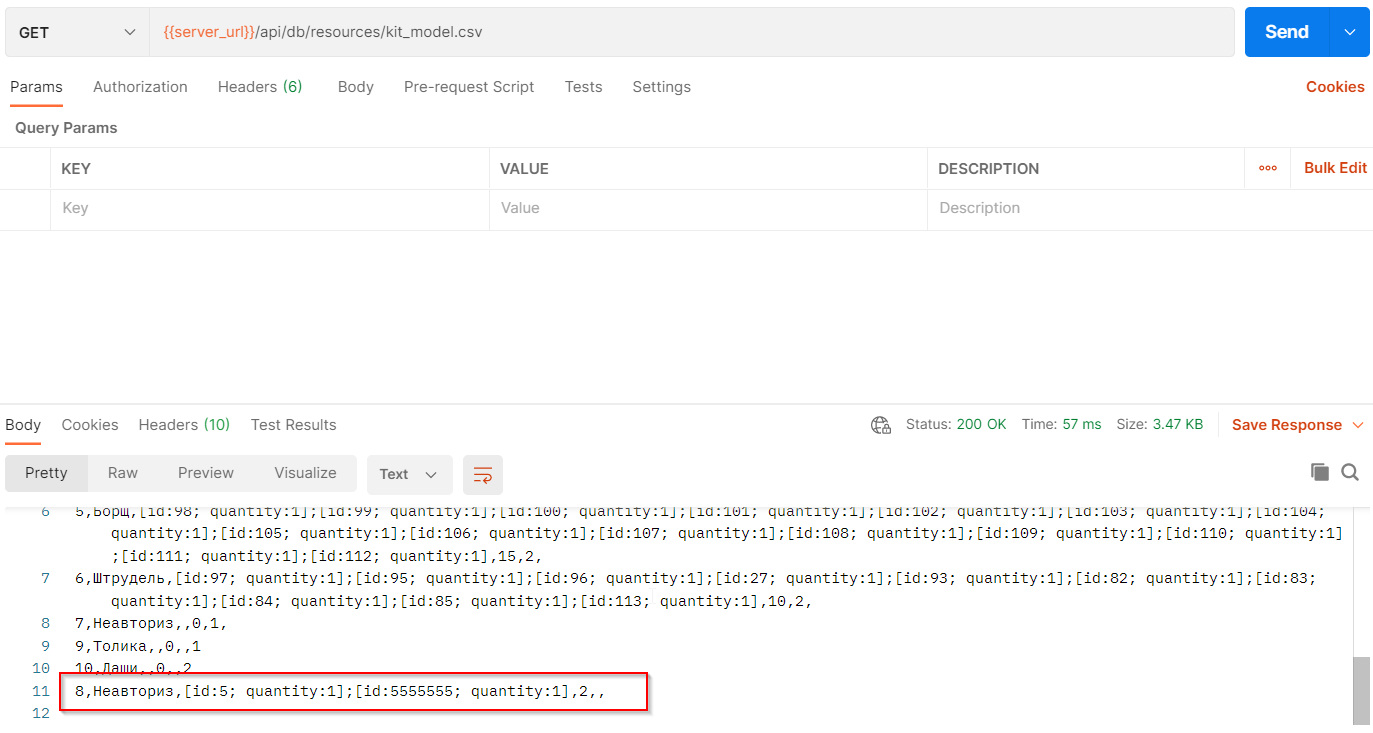 GET {{server_url}}/api/db/resources/kit_model.csv Send
Params Authorization Headers (6) Body Pre-request Script Tests Settings Cookies
Query Params
KEY VALUE DESCRIPTION ooo Bulk Edit
Key Value Description
Body Cookies Headers (10) Test Results Status: 200 OK Time: 57 ms Size: 3.47 KB Save Response
Pretty Raw Preview Visualize Text
6 5,Борщ,[id:98; quantity:1];[id:99; quantity:1];[id:100; quantity:1];[id:101; quantity:1];[id:102; quantity:1];[id:103; quantity:1];[id:104;
quantity:1];[id:105; quantity:1];[id:106; quantity:1];[id:107; quantity:1];[id:108; quantity:1];[id:109; quantity:1];[id:110; quantity:1]
;[id:111; quantity:1];[id:112; quantity:1],15,2,
7 6,Штрудель,[id:97; quantity:1];[id:95; quantity:1];[id:96; quantity:1];[id:27; quantity:1];[id:93; quantity:1];[id:82; quantity:1];[id:83;
quantity:1];[id:84; quantity:1];[id:85; quantity:1];[id:113; quantity:1],10,2,
8 7,Неавториз,,0,1,
9 9,Толика,,0,,1
10 10,Даши,,0,,2
11 8,Неавториз,[id:5; quantity:1];[id:5555555; quantity:1],2,,
12